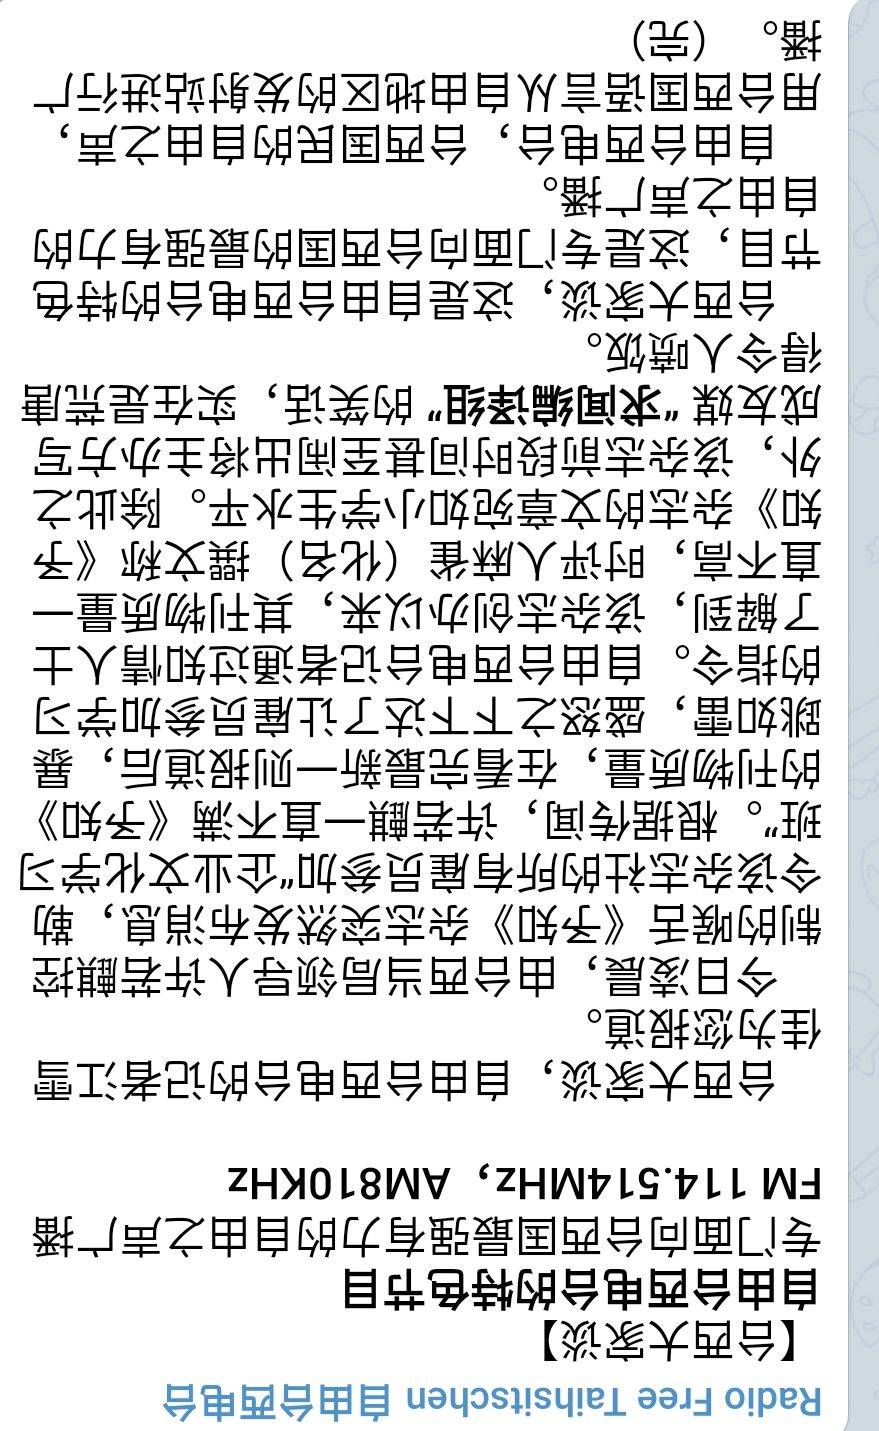 Radio Free Taihsitschen 自由台西电台
【台西大家谈】
自由台西电台的特色节目
专门面向台西国最强有力的自由之声广播
FM 114.514MHz，AM810KHz
台西大家谈，自由台西电台的记者江雪
佳为您报道。
今日凌晨，由台西当局领导人许若麒控
制的喉舌《予知》杂志突然发布消息，勒
令该杂志社的所有雇员参加“企业文化学习
班”。根据传闻，许若麒一直不满《予知》
的刊物质量，在看完最新一则报道后，暴
跳如雷，盛怒之下下达了让雇员参加学习
的指令。自由台西电台记者通过知情人士
了解到，该杂志创办以来，其刊物质量一
直不高，时评人麻雀（化名）撰文称《予
知》杂志的文章宛如小学生水平。除此之
外，该杂志前段时间甚至闹出将主办方写
成友媒 “求闻编译组” 的笑话，实在是荒唐
得令人喷饭。
台西大家谈，这是自由台西电台的特色
节目，这是专门面向台西国的最强有力的
自由之声广播。
自由台西电台，台西国民的自由之声，
用台西国语言从自由地区的发射站进行广
播。（完）